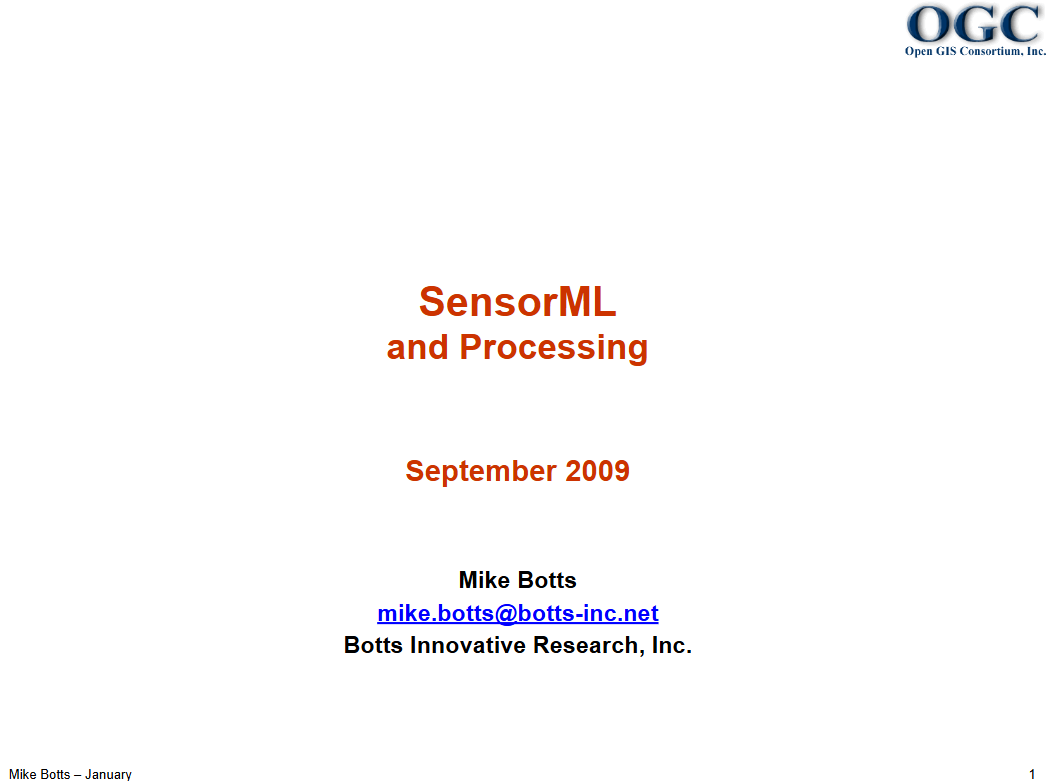 OGC
Open GIS Consortium, Inc.
SensorML
and Processing
September 2009
Mike Botts
mike.botts@botts-inc.net
Botts Innovative Research, Inc.
Mike Botts – January
1